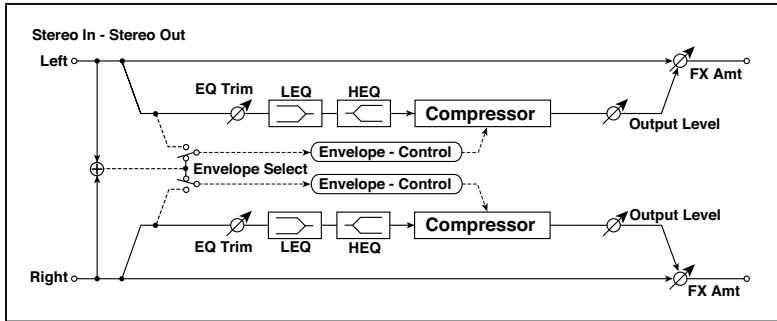 Stereo In - Stereo Out
Left
FX Amt
EQ Trim
LEQ
HEQ
Compressor
Output Level
Envelope - Control
Envelope Select
Envelope - Control
Output Level
EQ Trim
LEQ
HEQ
Compressor
Right
FX Amt